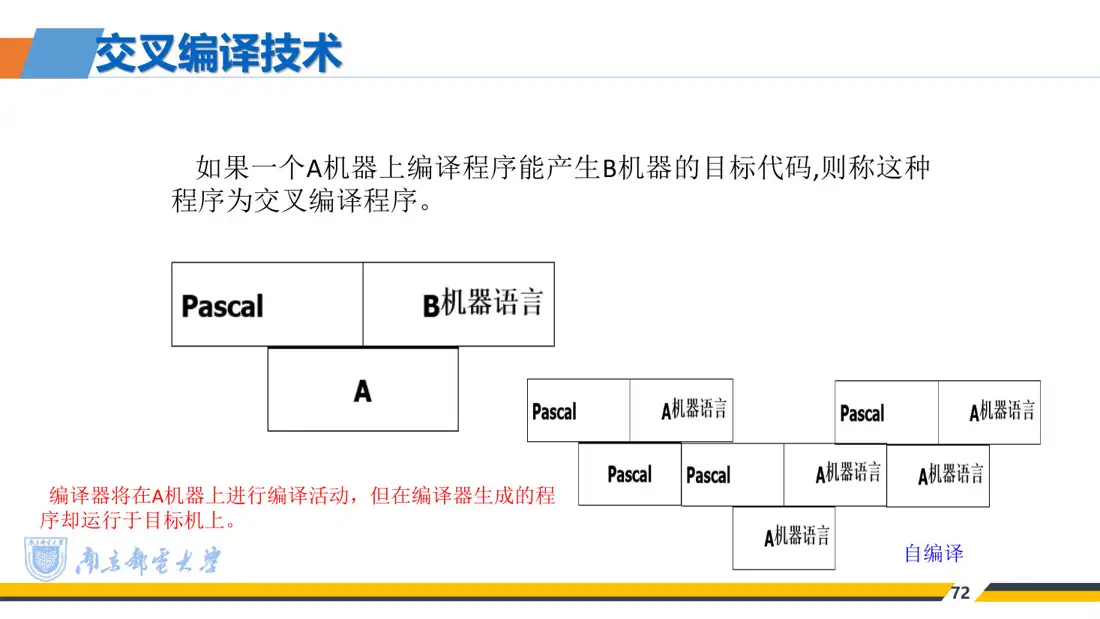 交叉编译技术
如果一个A机器上编译程序能产生B机器的目标代码,则称这种
程序为交叉编译程序。
Pascal
B机器语言
A
Pascal
A机器语言
Pascal
A机器语言
Pascal
Pascal
A机器语言
A机器语言
A机器语言
编译器将在A机器上进行编译活动，但在编译器生成的程
序却运行于目标机上。
自编译
南京邮电大学
72